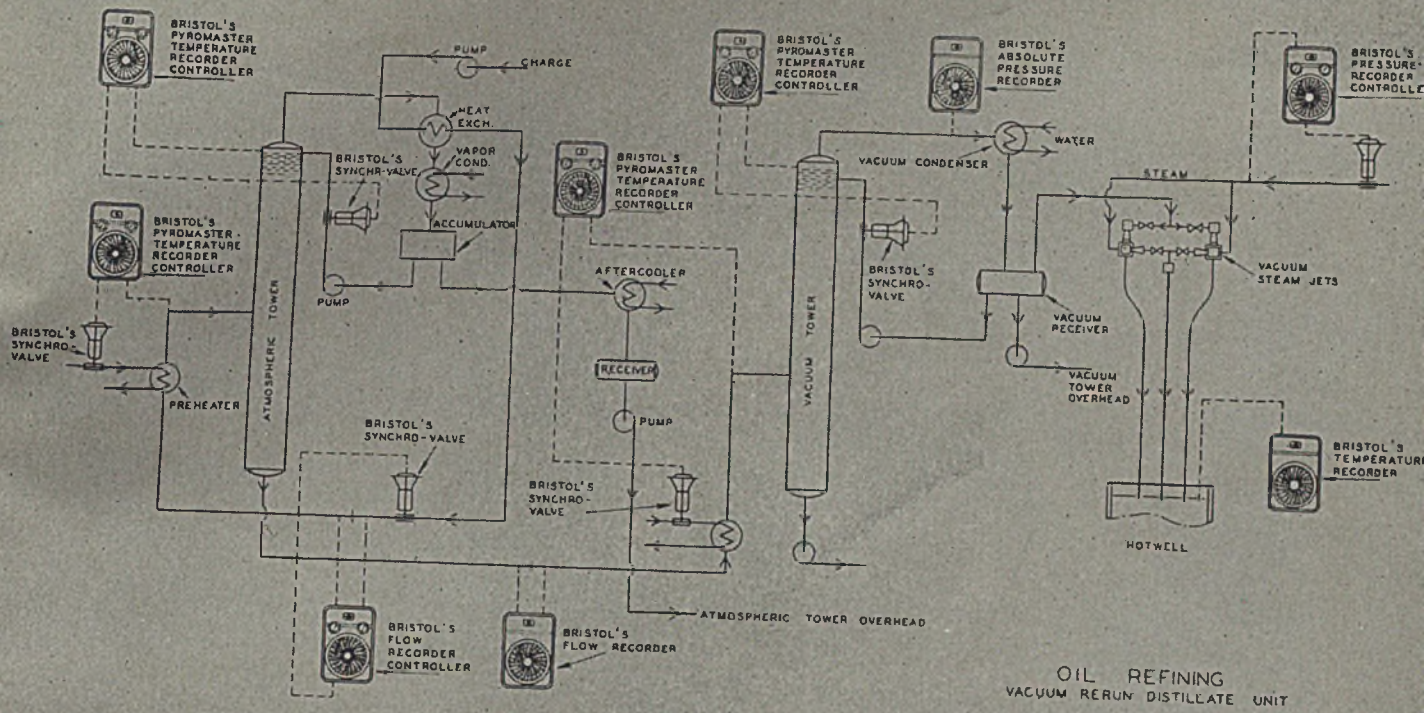 BRISTOL'S
PYROMASTER
TEMPERATURE
RECORDER
CONTROLLER
PUMP
CHARGE
HEAT
EXCH.
VAPOR
COND.
BRISTOL'S
SYNCHRO-VALVE
ACCUMULATOR
PUMP
BRISTOL'S
PYROMASTER-
TEMPERATURE
RECORDER
CONTROLLER
BRISTOL'S
SYNCHRO-
VALVE
PREHEATER
ATMOSPHERIC TOWER
BRISTOL'S
SYNCHRO-VALVE
BRISTOL'S
PYROMASTER
TEMPERATURE
RECORDER
CONTROLLER
AFTERCOOLER
RECEIVER
PUMP
BRISTOL'S
SYNCHRO-
VALVE
BRISTOL'S
FLOW
RECORDER
CONTROLLER
BRISTOL'S
FLOW RECORDER
ATMOSPHERIC TOWER OVERHEAD
BRISTOL'S
PYROMASTER
TEMPERATURE
RECORDER
CONTROLLER
BRISTOL'S
ABSOLUTE
PRESSURE
RECORDER
WATER
VACUUM CONDENSER
VACUUM TOWER
BRISTOL'S
SYNCHRO-
VALVE
VACUUM
RECEIVER
VACUUM
TOWER
OVERHEAD
BRISTOL'S
PRESSURE-
RECORDER
CONTROLLE
STEAM
VACUUM
STEAM JETS
BRISTOL'S
TEMPERATURE
RECORDER
HOTWELL
OIL REFINING
VACUUM RERUN DISTILLATE UNIT